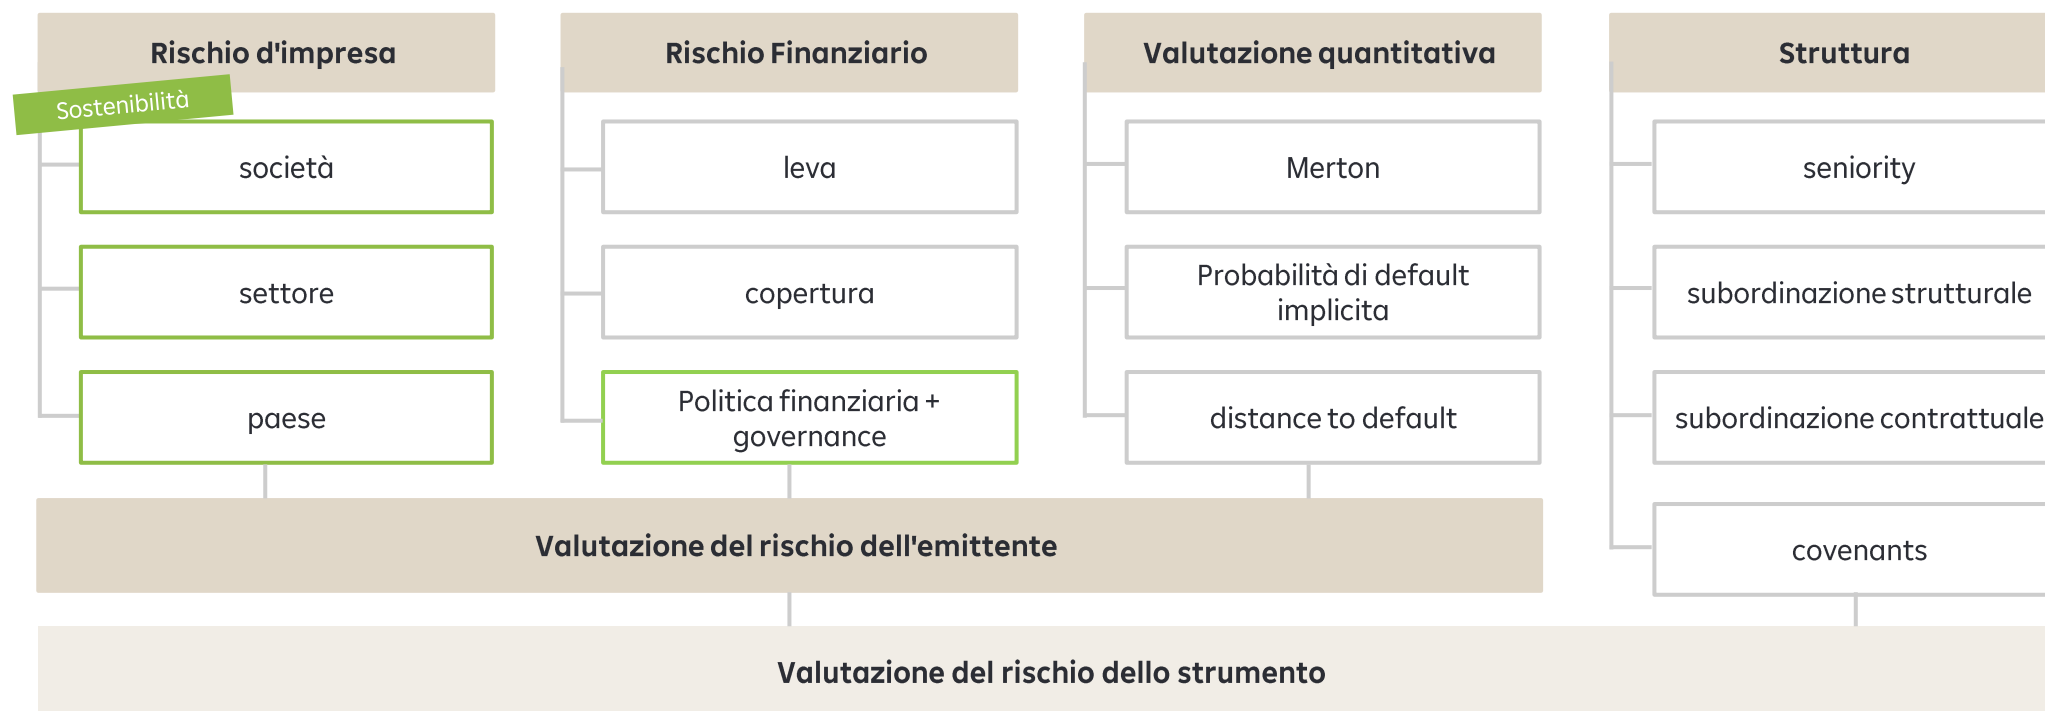 Rischio d'impresa
Sostenibilità
società
settore
paese
Rischio Finanziario
leva
copertura
Politica finanziaria +
governance
Valutazione quantitativa
Merton
Probabilità di default
implicita
distance to default
Struttura
seniority
subordinazione strutturale
subordinazione contrattuale
covenants
Valutazione del rischio dell'emittente
Valutazione del rischio dello strumento